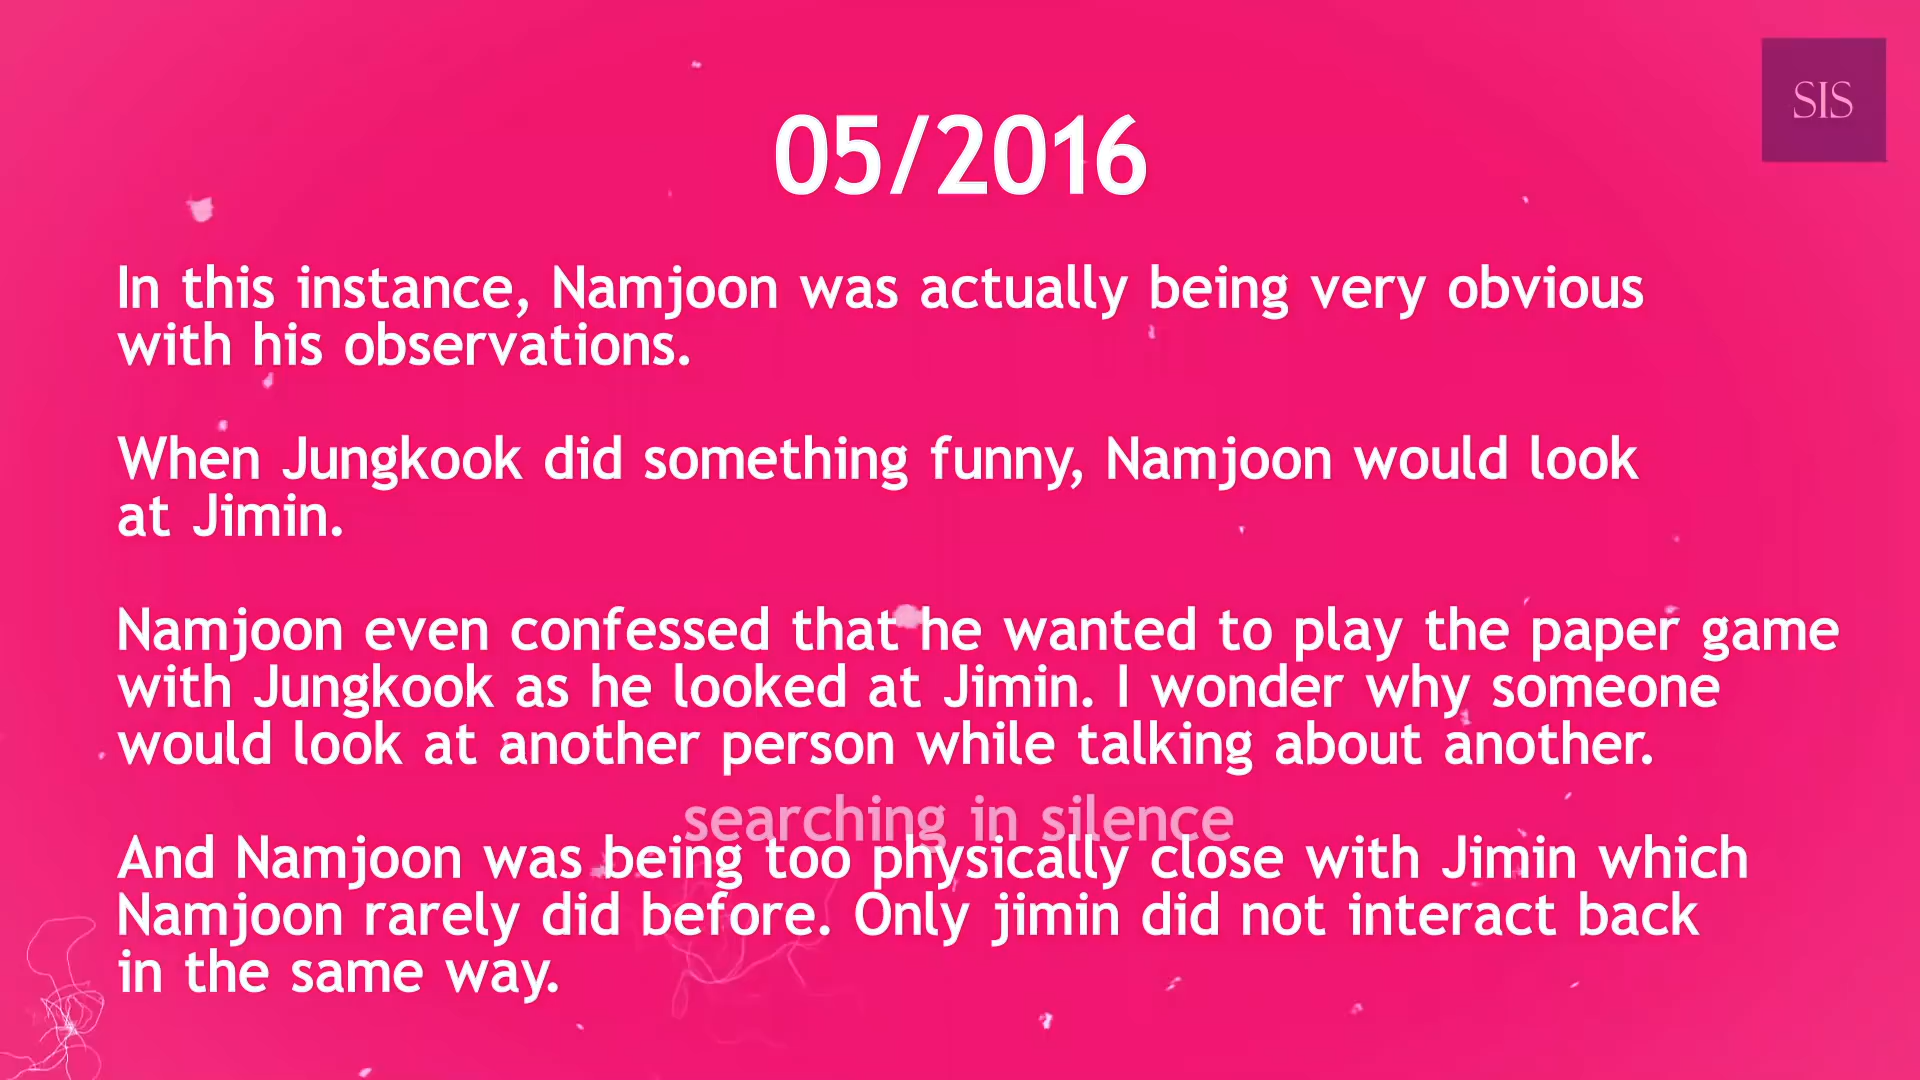 SIS
05/2016
In this instance, Namjoon was actually being very obvious
with his observations.
When Jungkook did something funny, Namjoon would look
at Jimin.
Namjoon even confessed that he wanted to play the paper game
with Jungkook as he looked at Jimin. I wonder why someone
would look at another person while talking about another.
searching in silence
And Namjoon was being too physically close with Jimin which
Namjoon rarely did before. Only jimin did not interact back
in the same way.